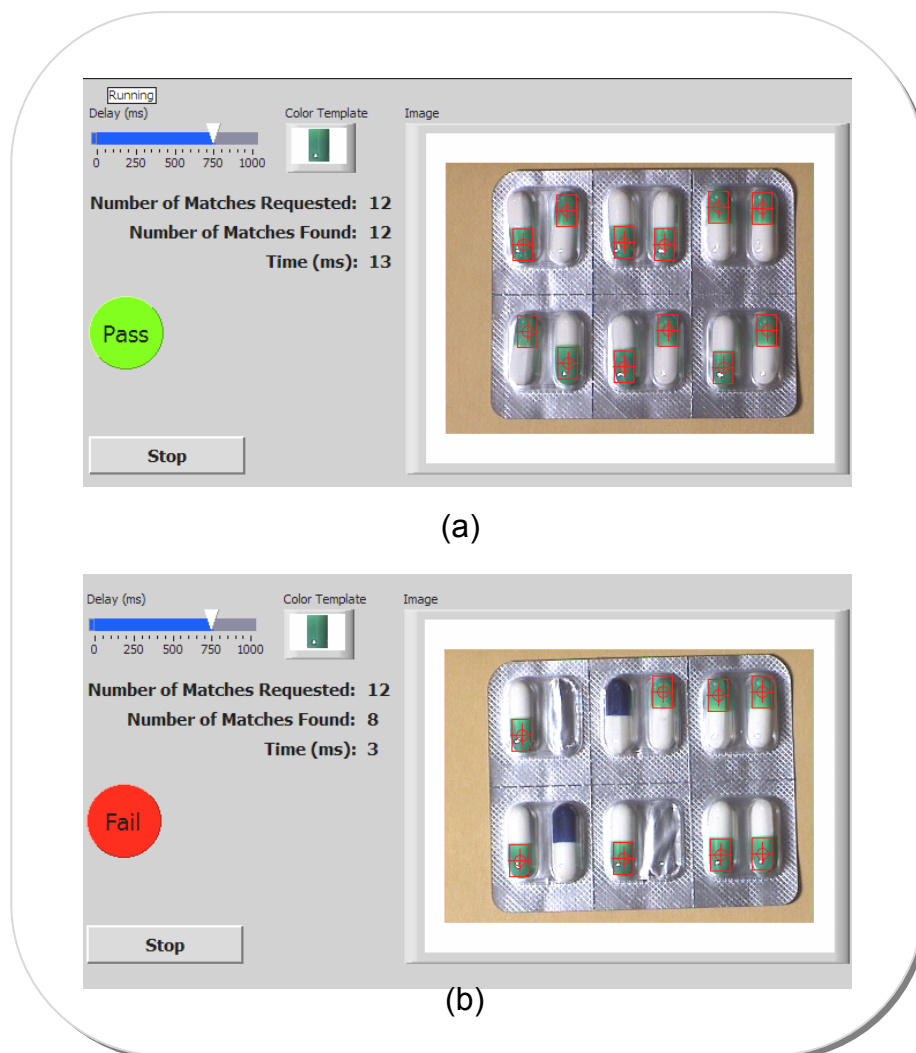 Running
Delay (ms)
Color Template
Image
0 250 500 750 1000
Number of Matches Requested: 12
Number of Matches Found: 12
Time (ms): 13
Pass
Stop
(a)
Delay (ms)
Color Template
Image
0 250 500 750 1000
Number of Matches Requested: 12
Number of Matches Found: 8
Time (ms): 3
Fail
Stop
(b)